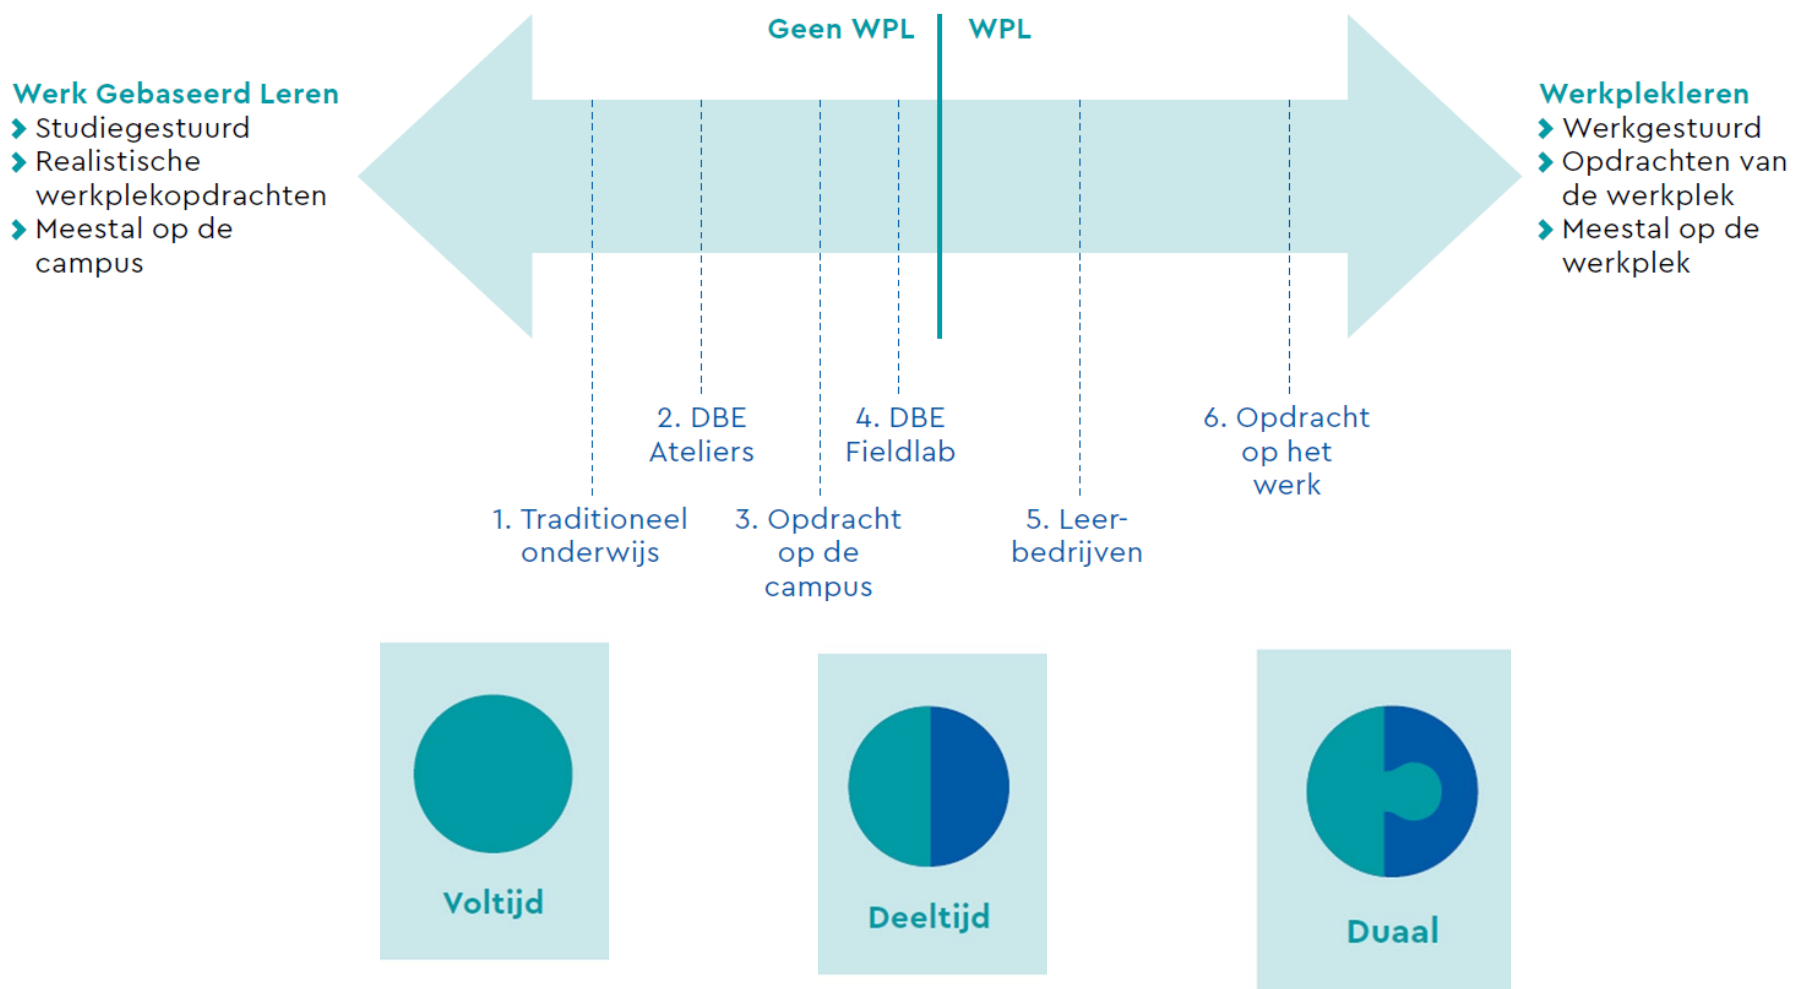 Geen WPL
WPL
Werk Gebaseerd Leren
Studiegestuurd
Realistische
werkplekopdrachten
Meestal op de
campus
Werkplekleren
Werkgestuurd
Opdrachten van
de werkplek
Meestal op de
werkplek
1. Traditioneel
onderwijs
2. DBE
Ateliers
3. Opdracht
op de
campus
4. DBE
Fieldlab
5. Leer-
bedrijven
6. Opdracht
op het
werk
Voltijd
Deeltijd
Duaal